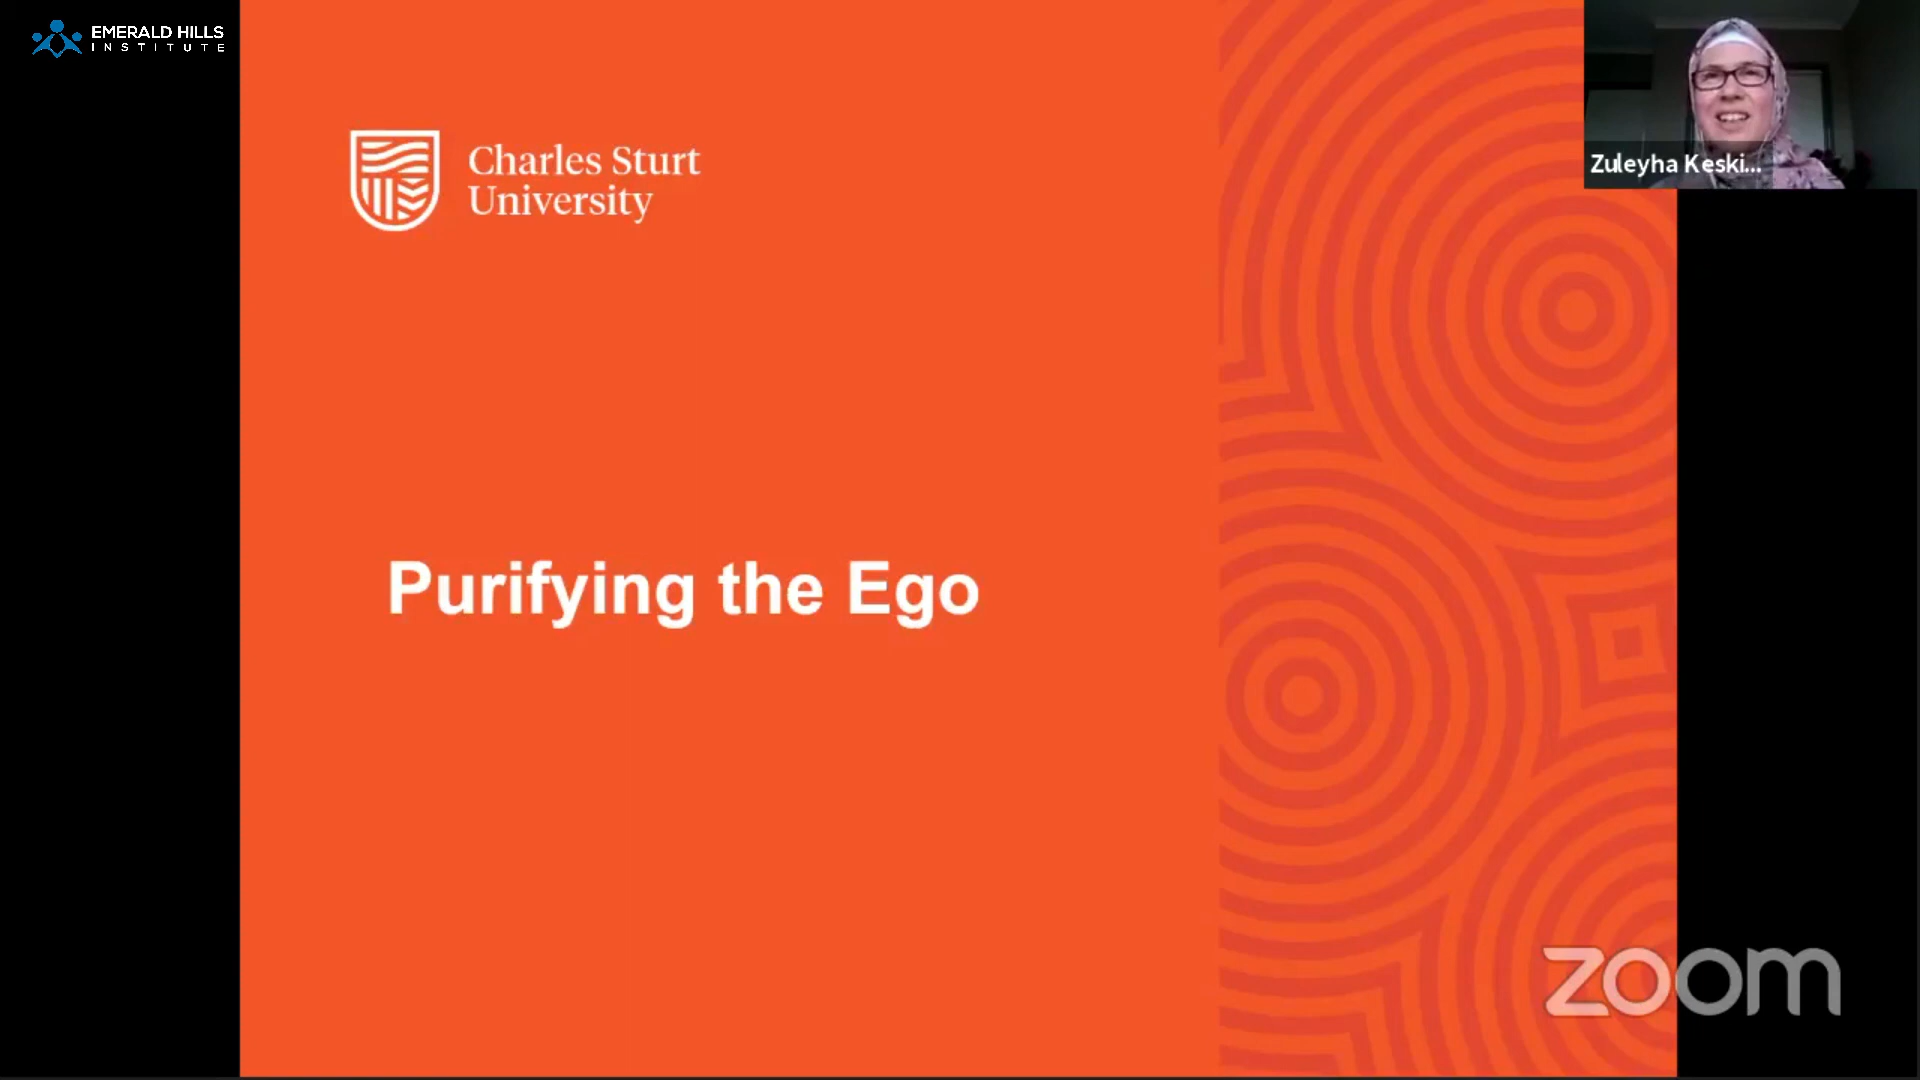 EMERALD HILLS
INSTITUTE
Charles Sturt
University
Zuleyha Keski...
Purifying the Ego
zoom